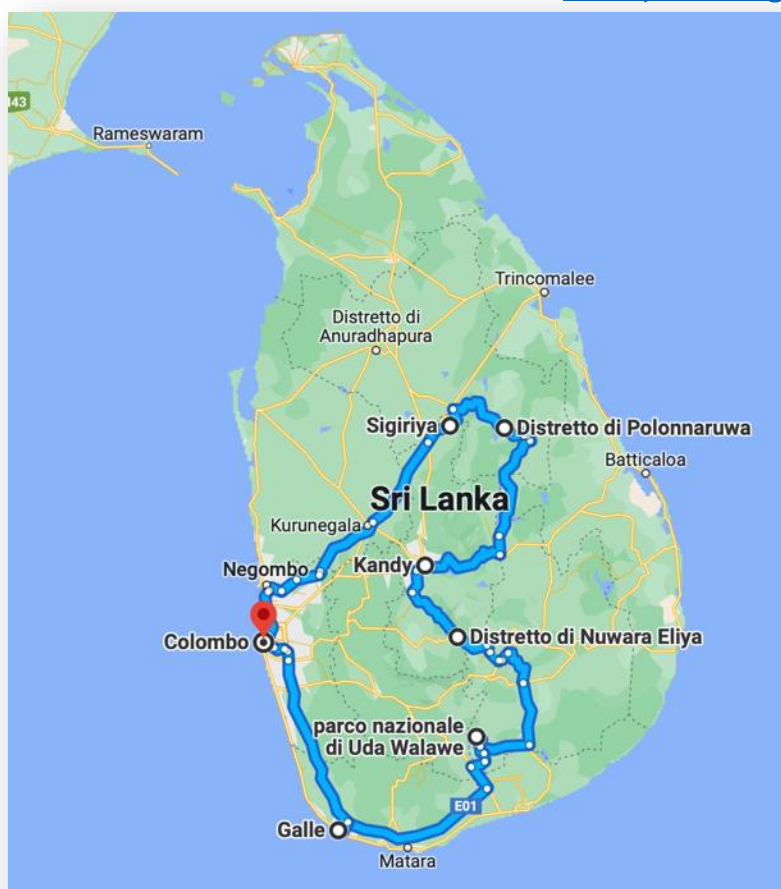 A43
Rameswaram
Trincomalee
Distretto di
Anuradhapura
Sigiriya
Distretto di Polonnaruwa
Batticaloa
Sri Lanka
Kurunegala
Negombo
Kandy
Colombo
Distretto di Nuwara Eliya
parco nazionale
di Uda Walawe
E01
Galle
Matara